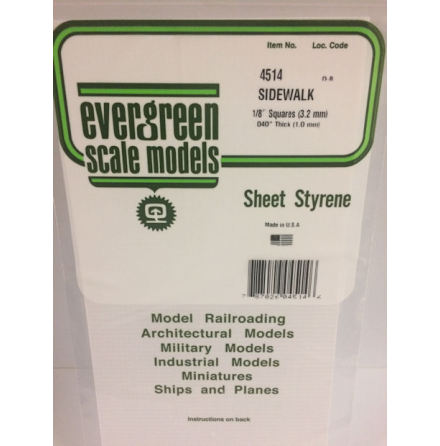 Item No. Loc. Code
4514
SIDEWALK
1/8" Squares (3.2 mm)
.040" Thick (1.0 mm)
evergreen
scale models
Sheet Styrene
Made in U.S.A
Model Railroading
Architectural Models
Military Models
Industrial Models
Miniatures
Ships and Planes
Instructions on back